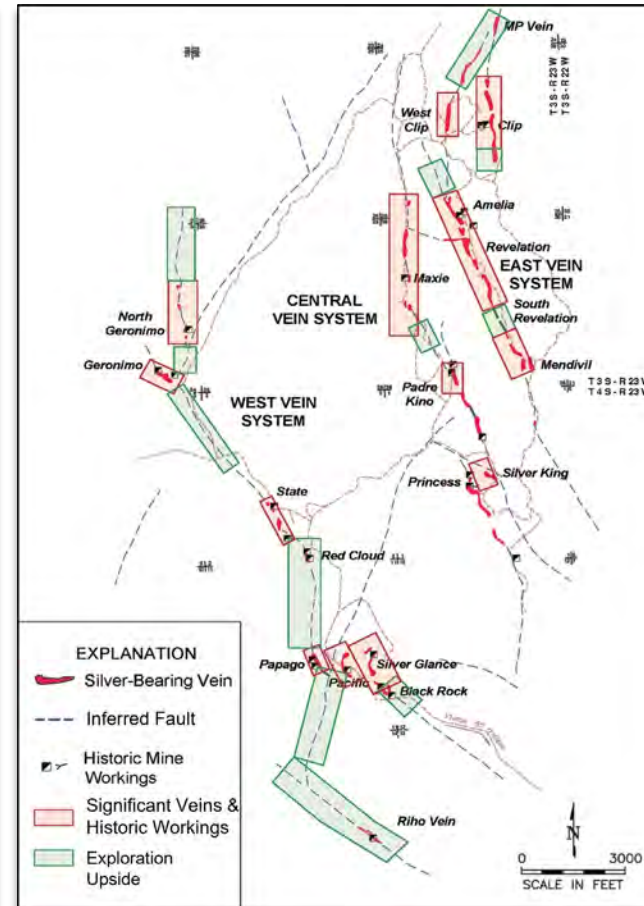 MP Vein
T3S-R23W
T3S-R22W
West
Clip
Clip
Amelia
Revelation
EAST VEIN
SYSTEM
Maxie
CENTRAL
VEIN SYSTEM
South
Revelation
North
Geronimo
Geronimo
Mendivil
Padre
Kino
T3S-R23W
T4S-R23W
WEST VEIN
SYSTEM
Silver King
Princess
State
Red Cloud
Papago
Pacific
Silver Glance
Black Rock
Riho Vein
EXPLANATION
Silver-Bearing Vein
Inferred Fault
Historic Mine
Workings
Significant Veins &
Historic Workings
Exploration
Upside
N
0 3000
SCALE IN FEET